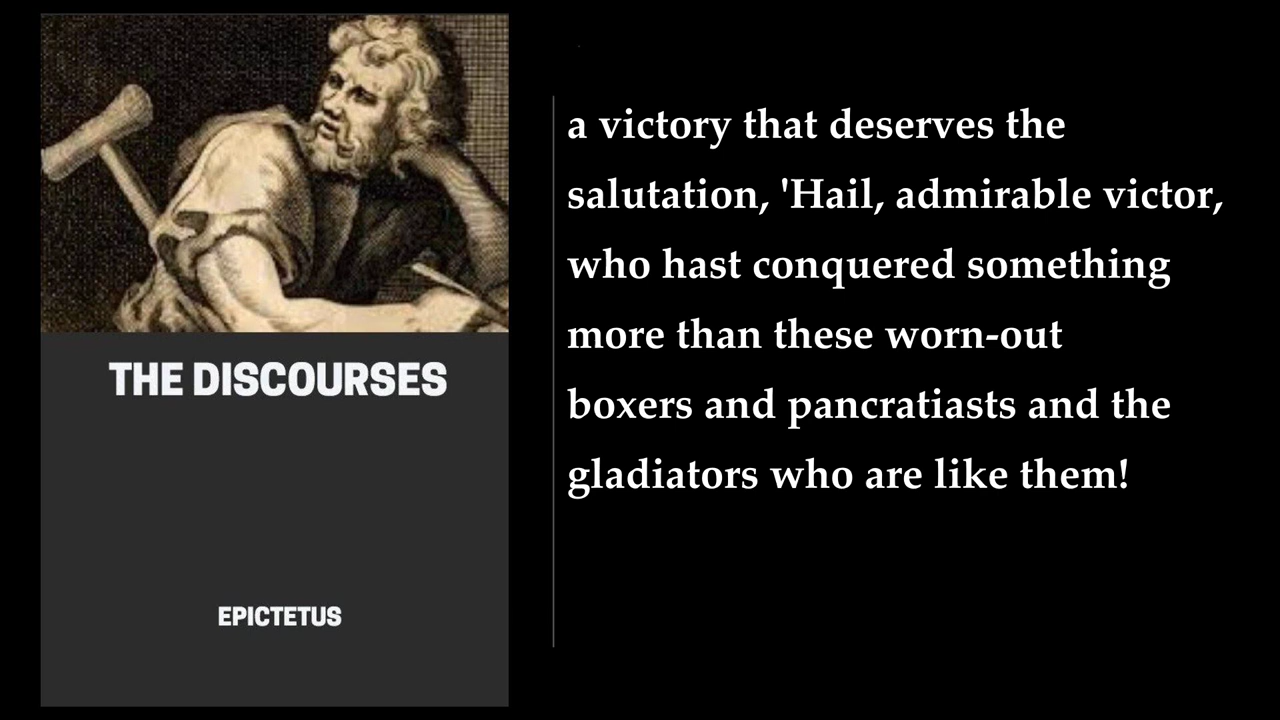 THE DISCOURSES
EPICTETUS
a victory that deserves the
salutation, 'Hail, admirable victor,
who hast conquered something
more than these worn-out
boxers and pancratiasts and the
gladiators who are like them!